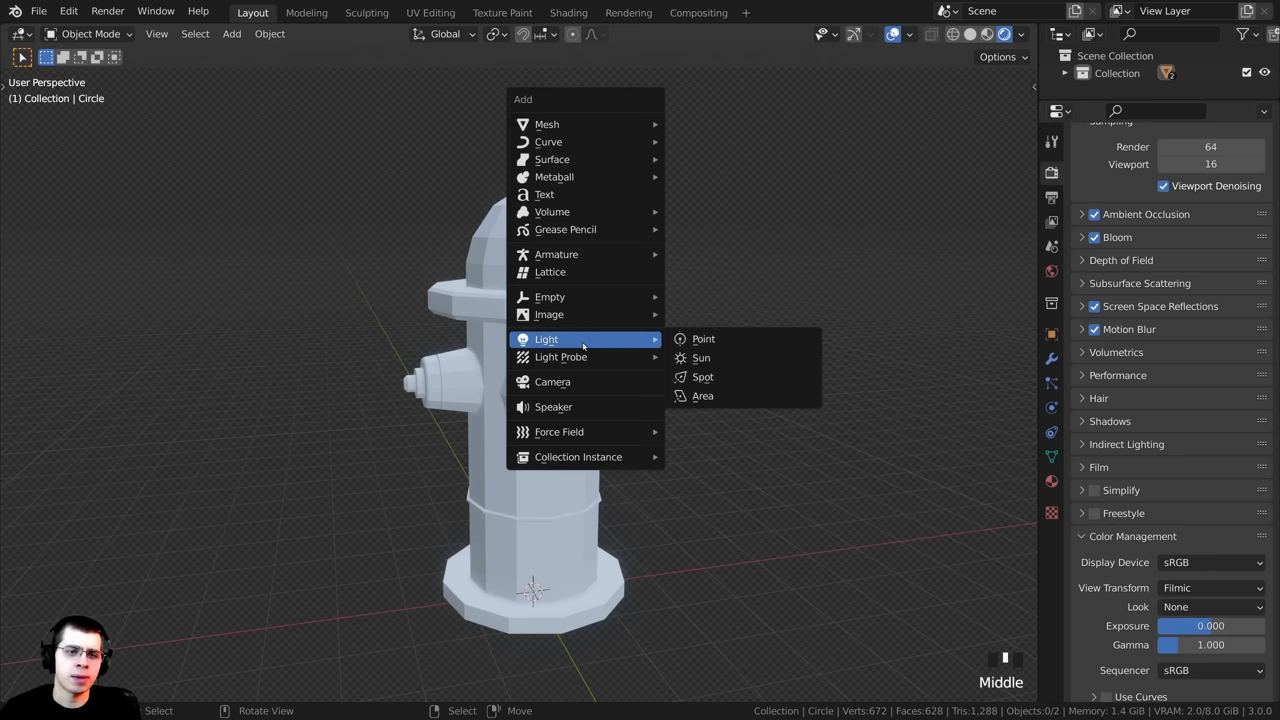 File Edit Render Window Help Layout Modeling Sculpting UV Editing Texture Paint Shading Rendering Compositing + Scene View Layer
Object Mode View Select Add Object Global
Options
User Perspective
(1) Collection | Circle
Scene Collection
Collection 2
Add
Mesh
Curve
Surface
Metaball
Text
Volume
Grease Pencil
Armature
Lattice
Empty
Image
Light
Light Probe
Camera
Speaker
Force Field
Collection Instance
Point
Sun
Spot
Area
Sampling
Render 64
Viewport 16
Viewport Denoising
Ambient Occlusion
Bloom
Depth of Field
Subsurface Scattering
Screen Space Reflections
Motion Blur
Volumetrics
Performance
Hair
Shadows
Indirect Lighting
Film
Simplify
Freestyle
Color Management
Display Device sRGB
View Transform Filmic
Look None
Exposure 0.000
Gamma 1.000
Sequencer sRGB
Use Curves
Middle
Select Rotate View Select Move Collection | Circle | Verts:672 | Faces:628 | Tris:1,288 | Objects:0/2 | Memory: 1.4 GiB | VRAM: 2.0/8.0 GiB | 3.0.0